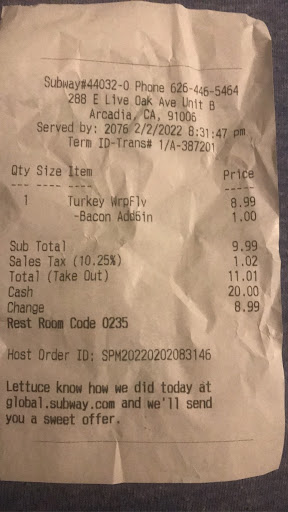 Subway#44032-0 Phone 626-446-5464
288 E Live Oak Ave Unit B
Arcadia, CA, 91006
Served by: 2076 2/2/2022 8:31:47 pm
Term ID-Trans# 1/A-387201
Qty Size Item Price
1 Turkey WrpFlv 8.99
-Bacon Add6in 1.00
Sub Total 9.99
Sales Tax (10.25%) 1.02
Total (Take Out) 11.01
Cash 20.00
Change 8.99
Rest Room Code 0235
Host Order ID: SPM20220202083146
Lettuce know how we did today at
global.subway.com and we'll send
you a sweet offer.